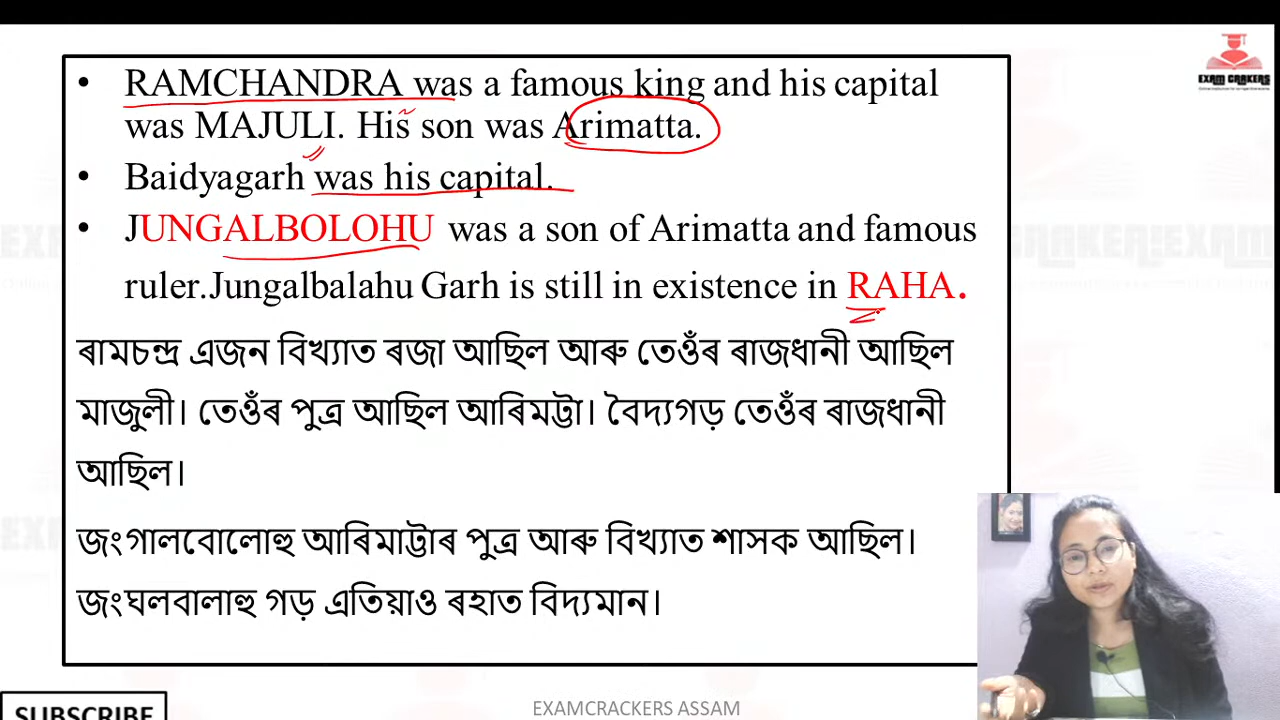 EXAM CRAKERS
• RAMCHANDRA was a famous king and his capital
was MAJULI. His son was Arimatta.
• Baidyagarh was his capital.
• JUNGALBOLOHU was a son of Arimatta and famous
ruler.Jungalbalahu Garh is still in existence in RAHA.
ৰামচন্দ্ৰ এজন বিখ্যাত ৰজা আছিল আৰু তেওঁৰ ৰাজধানী আছিল
মাজুলী। তেওঁৰ পুত্ৰ আছিল আৰিমট্টা। বৈদ্যগড় তেওঁৰ ৰাজধানী
আছিল।
জংগালবোলোহু আৰিমাট্টাৰ পুত্ৰ আৰু বিখ্যাত শাসক আছিল।
জংঘলবালাহু গড় এতিয়াও ৰহাত বিদ্যমান।
SUBSCRIBE
EXAMCRACKERS ASSAM